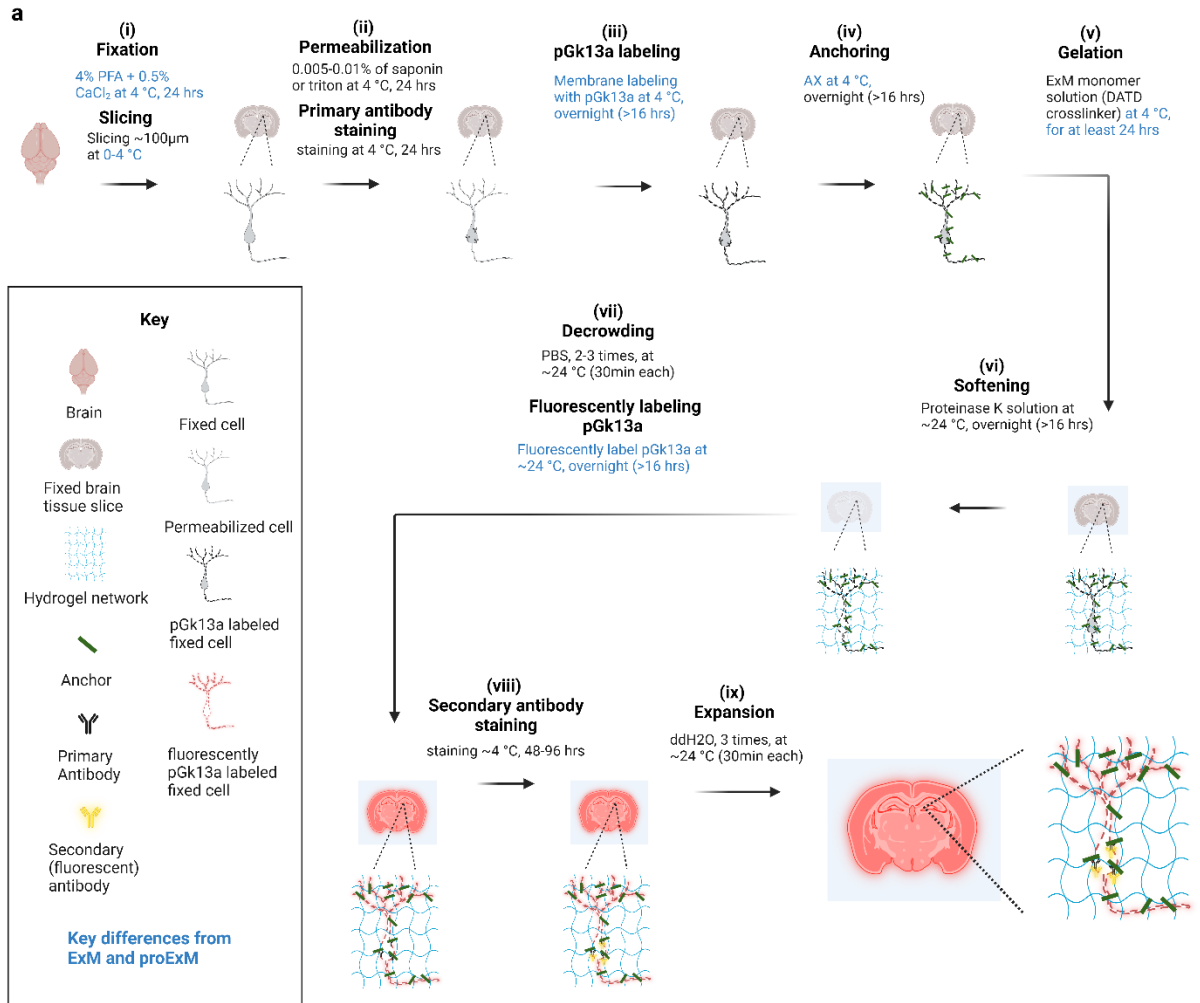 a
(i)
Fixation
4% PFA + 0.5%
CaCl₂ at 4 °C, 24 hrs
Slicing
Slicing ~100μm
at 0-4 °C
(ii)
Permeabilization
0.005-0.01% of saponin
or triton at 4 °C, 24 hrs
Primary antibody
staining
staining at 4 °C, 24 hrs
(iii)
pGk13a labeling
Membrane labeling
with pGk13a at 4 °C,
overnight (>16 hrs)
(iv)
Anchoring
AX at 4 °C,
overnight (>16 hrs)
(v)
Gelation
ExM monomer
solution (DATD
crosslinker) at 4 °C,
for at least 24 hrs
(vi)
Softening
Proteinase K solution at
~24 °C, overnight (>16 hrs)
(vii)
Decrowding
PBS, 2-3 times, at
~24 °C (30min each)
Fluorescently labeling
pGk13a
Fluorescently label pGk13a at
~24 °C, overnight (>16 hrs)
(viii)
Secondary antibody
staining
staining ~4 °C, 48-96 hrs
(ix)
Expansion
ddH2O, 3 times, at
~24 °C (30min each)
Key
Brain
Fixed brain
tissue slice
Hydrogel network
Anchor
Primary
Antibody
Secondary
(fluorescent)
antibody
Fixed cell
Permeabilized cell
pGk13a labeled
fixed cell
fluorescently
pGk13a labeled
fixed cell
Key differences from
ExM and proExM